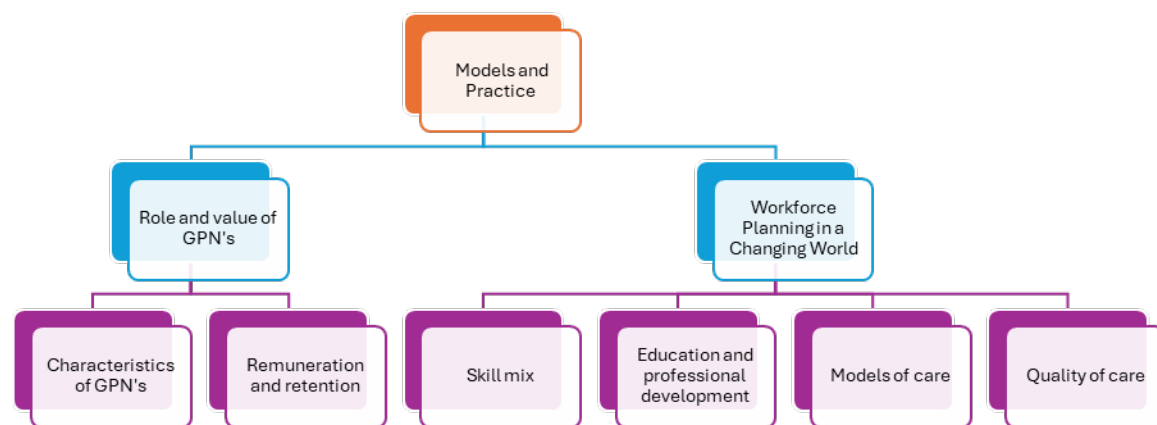 Models and
Practice
Role and value of
GPN's
Workforce
Planning in a
Changing World
Characteristics
of GPN's
Remuneration
and retention
Skill mix
Education and
professional
development
Models of care
Quality of care